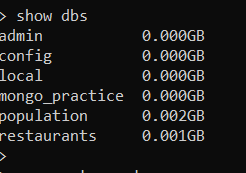 > show dbs
admin           0.000GB
config          0.000GB
local           0.000GB
mongo_practice  0.000GB
population      0.002GB
restaurants     0.001GB
>